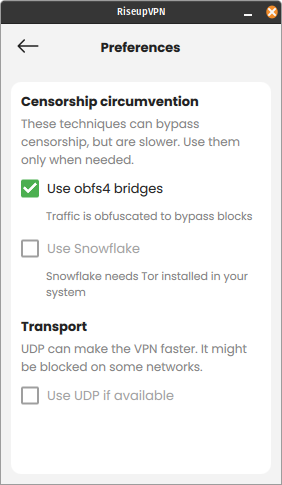 RiseupVPN
Preferences
Censorship circumvention
These techniques can bypass
censorship, but are slower. Use them
only when needed.
Use obfs4 bridges
Traffic is obfuscated to bypass blocks
Use Snowflake
Snowflake needs Tor installed in your
system
Transport
UDP can make the VPN faster. It might
be blocked on some networks.
Use UDP if available